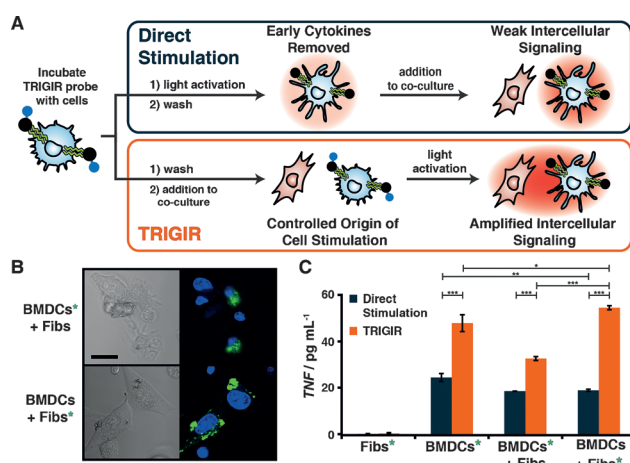 A
Direct
Stimulation
Early Cytokines
Removed
Weak Intercellular
Signaling
Incubate
TRIGIR probe
with cells
1) light activation
2) wash
addition
to co-culture
1) wash
2) addition to
co-culture
light
activation
TRIGIR
Controlled Origin of
Cell Stimulation
Amplified Intercellular
Signaling
B
BMDCs*
+ Fibs
BMDCs
+ Fibs*
C
Direct
Stimulation
TRIGIR
*
**
***
***
***
***
TNF / pg mL-1
60
40
20
0
Fibs*
BMDCs*
BMDCs*
+ Fibs
BMDCs
+ Fibs*